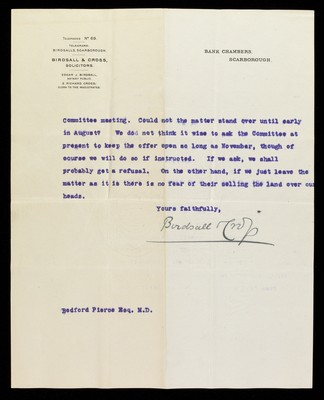 TELEPHONE Nº 53.
TELEGRAMS
BIRDSALLS, SCARBOROUGH.
BIRDSALL & CROSS,
SOLICITORS.
EDGAR J. BIRDSALL,
NOTARY PUBLIC
S. RICHARD CROSS,
CLERK TO THE MAGISTRATES.
BANK CHAMBERS.
SCARBOROUGH.
Committee meeting. Could not the matter stand over until early
in August? We did not think it wise to ask the Committee at
present to keep the offer open as long as November, though of
course we will do so if instructed. If we ask, we shall
probably get a refusal. On the other hand, if we just leave the
matter as it is there is no fear of their selling the land over our
heads.
Yours faithfully,
Birdsall
Bedford Pierce Esq. M.D.